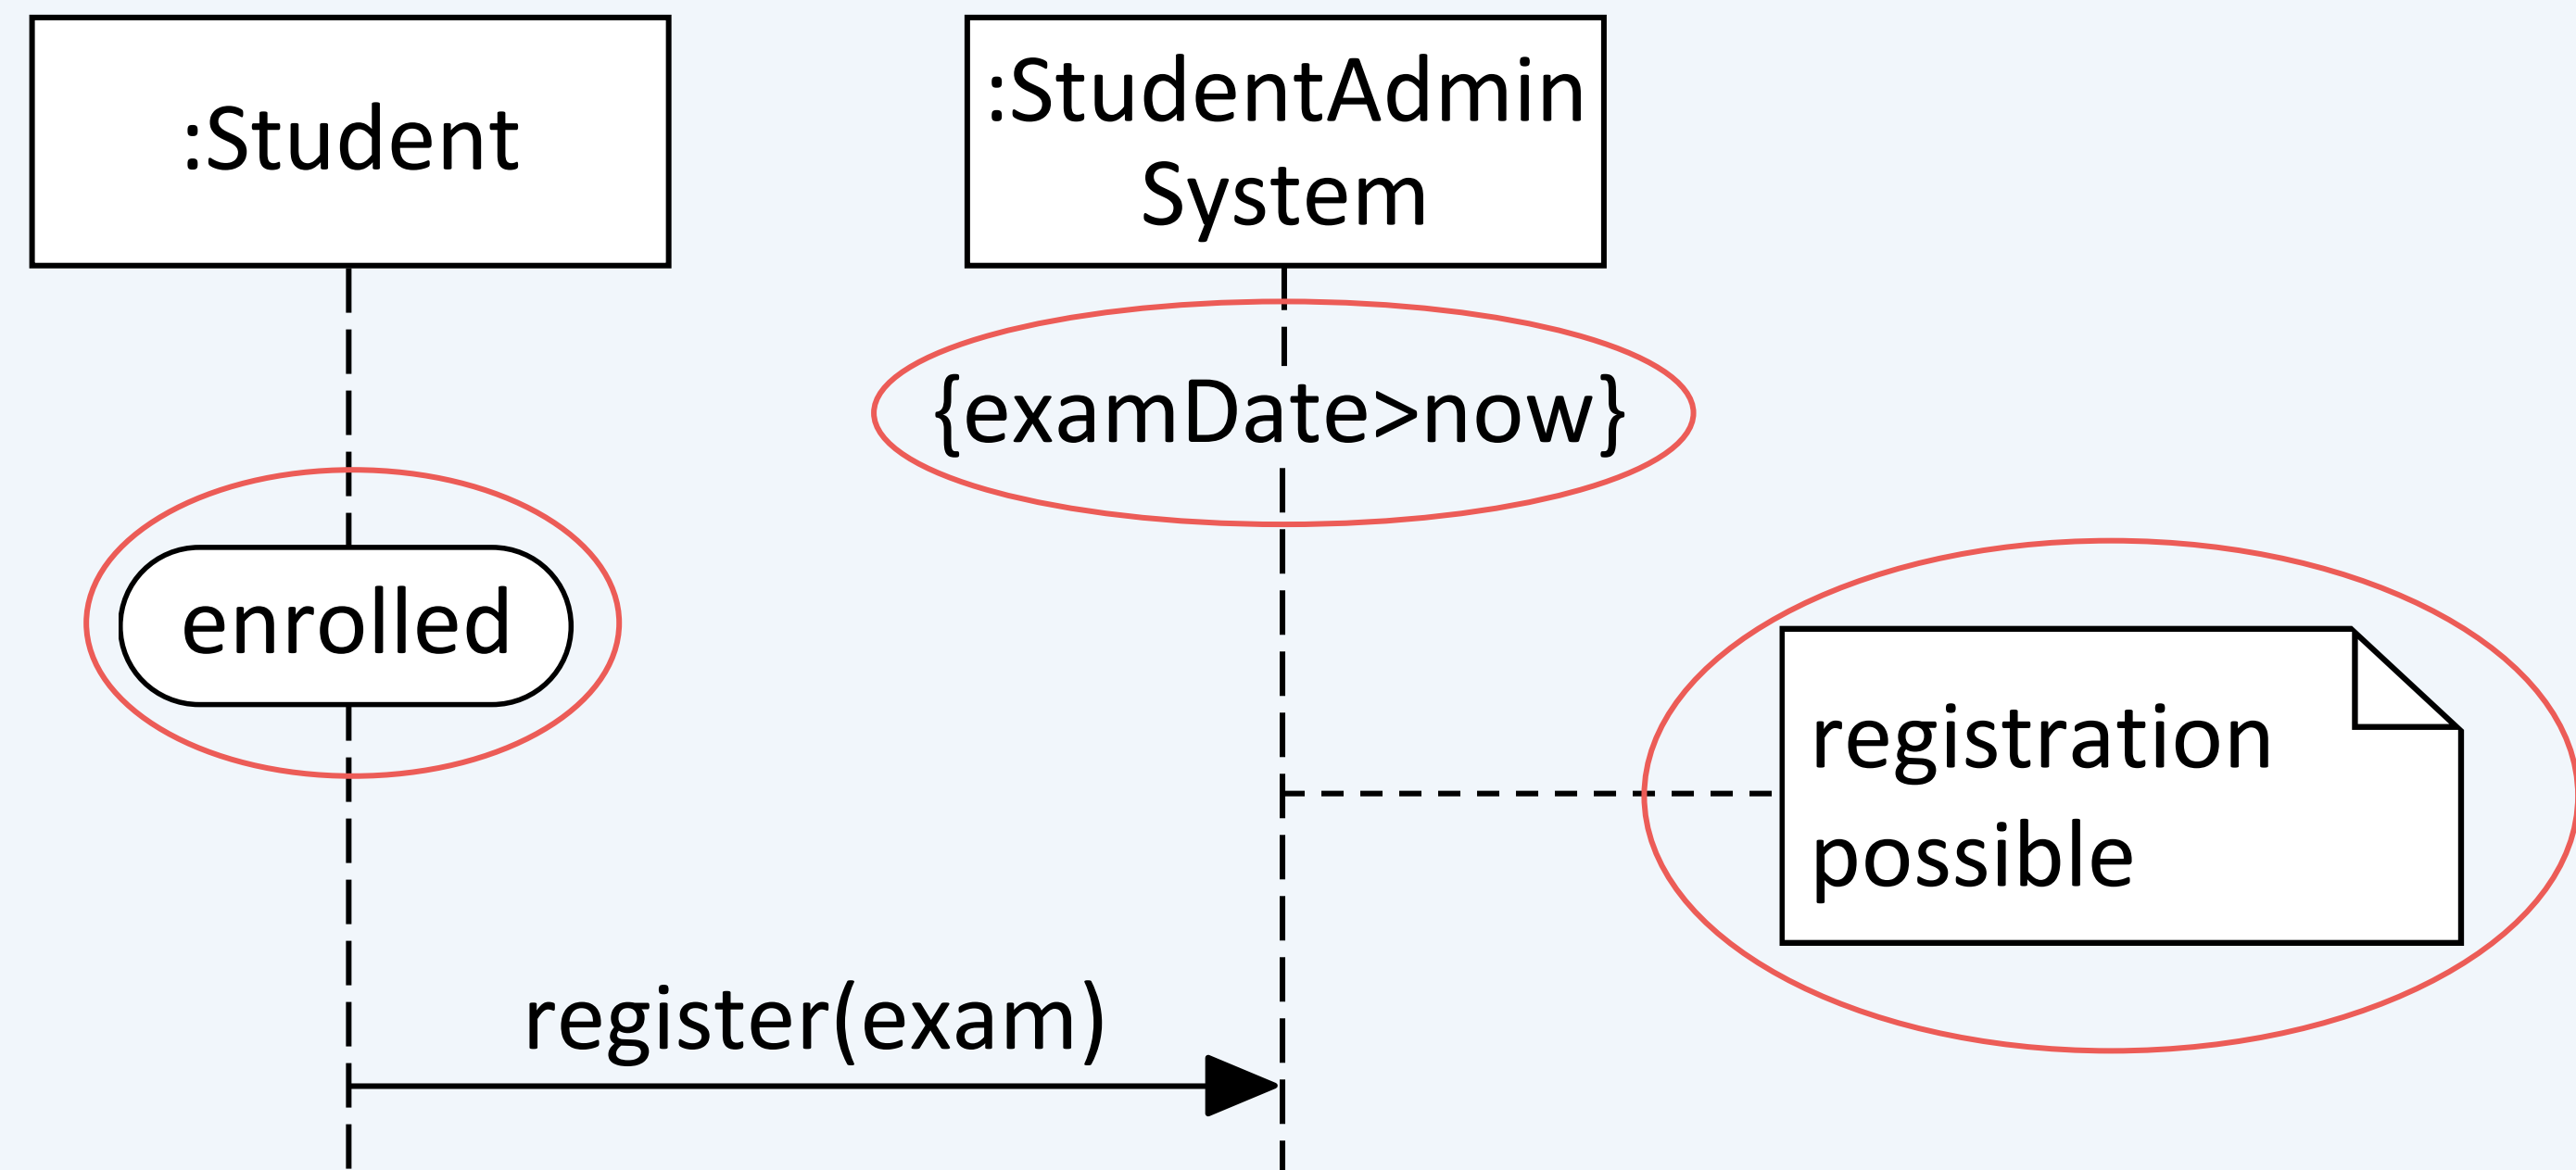 :Student
:StudentAdmin
System
{examDate>now}
enrolled
registration
possible
register(exam)